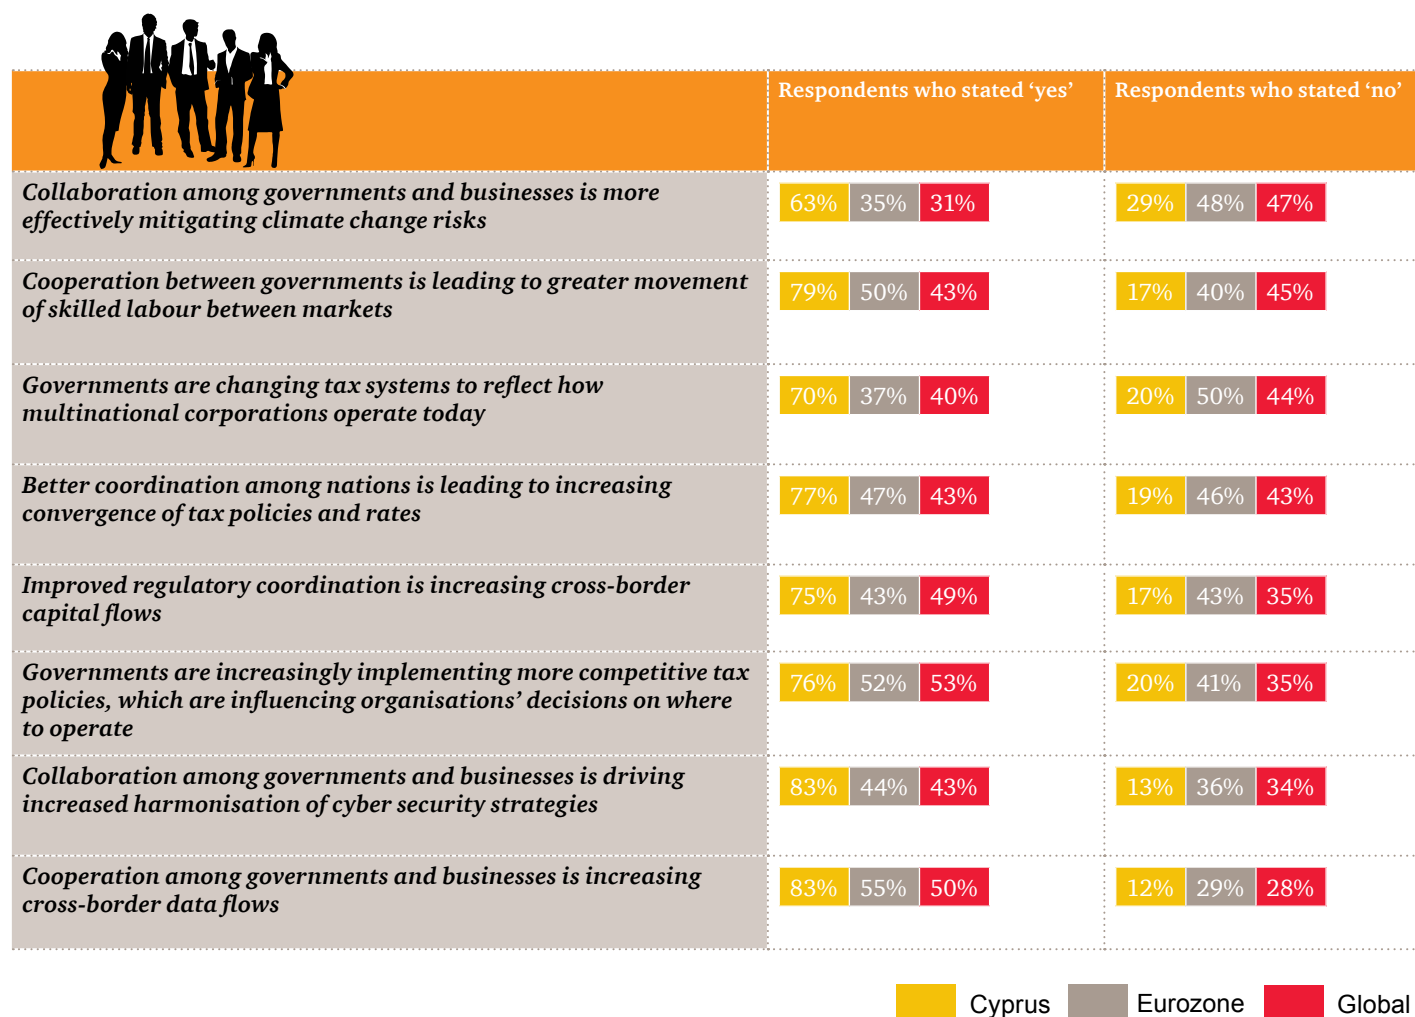 Respondents who stated ‘yes’ Respondents who stated ‘no’
Collaboration among governments and businesses is more
effectively mitigating climate change risks
63% 35% 31% 29% 48% 47%
Cooperation between governments is leading to greater movement
of skilled labour between markets
79% 50% 43% 17% 40% 45%
Governments are changing tax systems to reflect how
multinational corporations operate today
70% 37% 40% 20% 50% 44%
Better coordination among nations is leading to increasing
convergence of tax policies and rates
77% 47% 43% 19% 46% 43%
Improved regulatory coordination is increasing cross-border
capital flows
75% 43% 49% 17% 43% 35%
Governments are increasingly implementing more competitive tax
policies, which are influencing organisations’ decisions on where
to operate
76% 52% 53% 20% 41% 35%
Collaboration among governments and businesses is driving
increased harmonisation of cyber security strategies
83% 44% 43% 13% 36% 34%
Cooperation among governments and businesses is increasing
cross-border data flows
83% 55% 50% 12% 29% 28%
Cyprus Eurozone Global